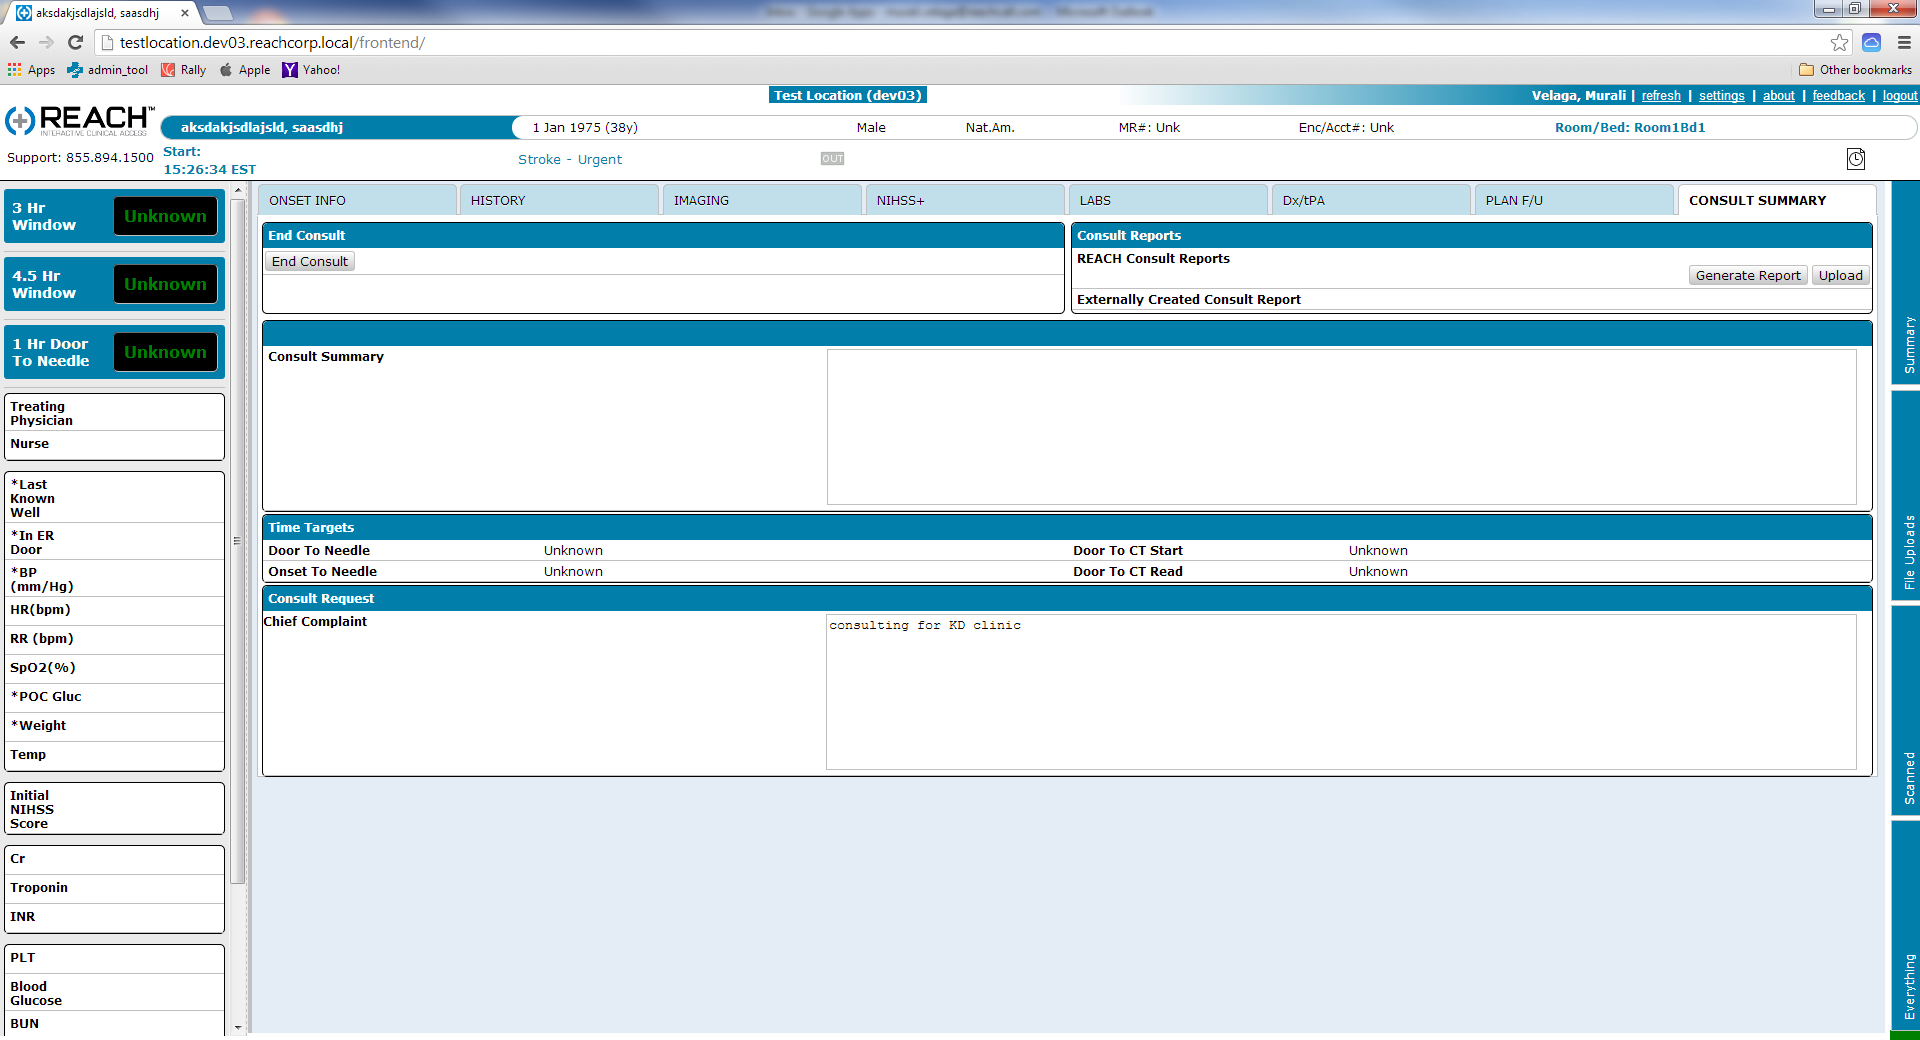 aksdakjsdlajsld, saasdhj
testlocation.dev03.reachcorp.local/frontend/
Apps admin_tool Rally Apple Yahoo! Other bookmarks
Test Location (dev03) Velaga, Murali | refresh | settings | about | feedback | logout
REACH™
INTERACTIVE CLINICAL ACCESS
aksdakjsdlajsld, saasdhj 1 Jan 1975 (38y) Male Nat.Am. MR#: Unk Enc/Acct#: Unk Room/Bed: Room1Bd1
Support: 855.894.1500
Start:
15:26:34 EST
Stroke - Urgent OUT
3 Hr
Window
Unknown
4.5 Hr
Window
Unknown
1 Hr Door
To Needle
Unknown
Treating
Physician
Nurse
*Last
Known
Well
*In ER
Door
*BP
(mm/Hg)
HR(bpm)
RR (bpm)
SpO2(%)
*POC Gluc
*Weight
Temp
Initial
NIHSS
Score
Cr
Troponin
INR
PLT
Blood
Glucose
BUN
ONSET INFO HISTORY IMAGING NIHSS+ LABS Dx/tPA PLAN F/U CONSULT SUMMARY
End Consult
End Consult
Consult Reports
REACH Consult Reports
Generate Report Upload
Externally Created Consult Report
Consult Summary
Time Targets
Door To Needle Unknown Door To CT Start Unknown
Onset To Needle Unknown Door To CT Read Unknown
Consult Request
Chief Complaint consulting for KD clinic
Summary
File Uploads
Scanned
Everything